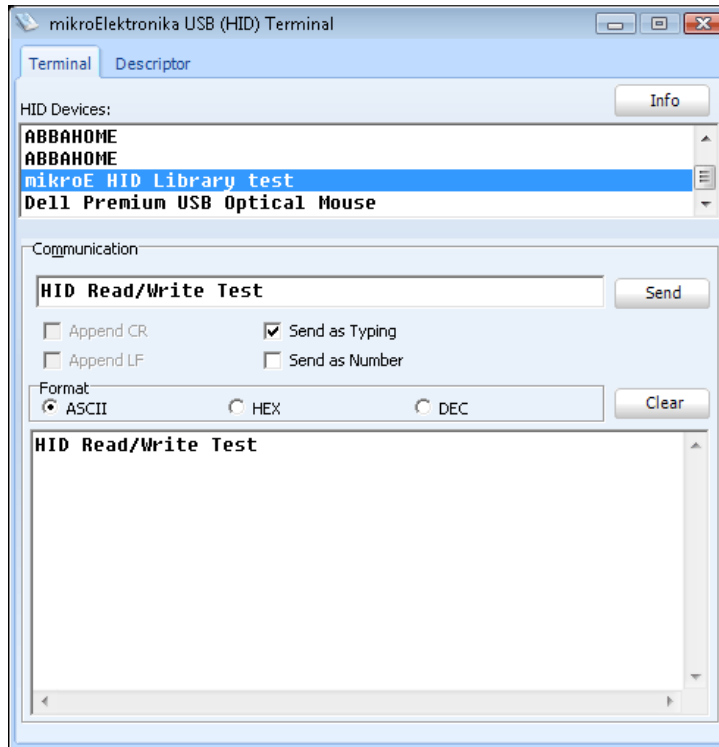 mikroElektronika USB (HID) Terminal
Terminal Descriptor
Info
HID Devices:
ABBAHOME
ABBAHOME
mikroE HID Library test
Dell Premium USB Optical Mouse
Communication
HID Read/Write Test
Send
Append CR
Send as Typing
Append LF
Send as Number
Format
ASCII HEX DEC
Clear
HID Read/Write Test